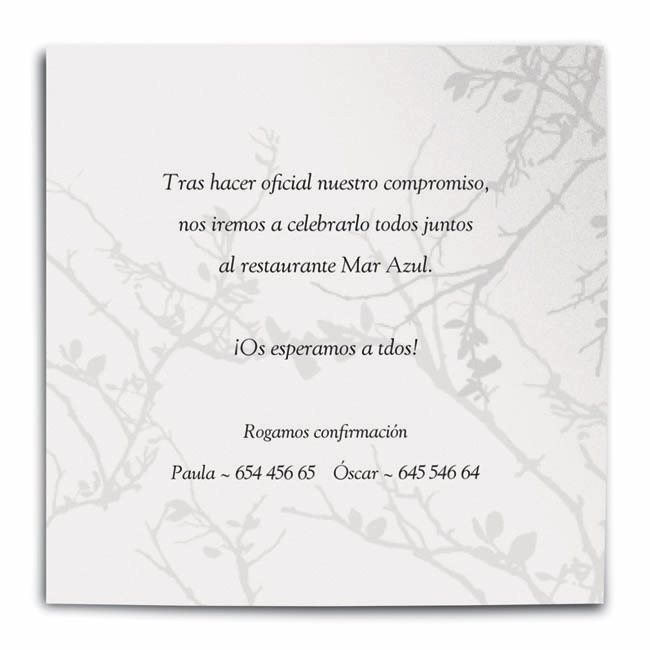 Tras hacer oficial nuestro compromiso,
nos iremos a celebrarlo todos juntos
al restaurante Mar Azul.
¡Os esperamos a tdos!
Rogamos confirmación
Paula ~ 654 456 65 Óscar ~ 645 546 64